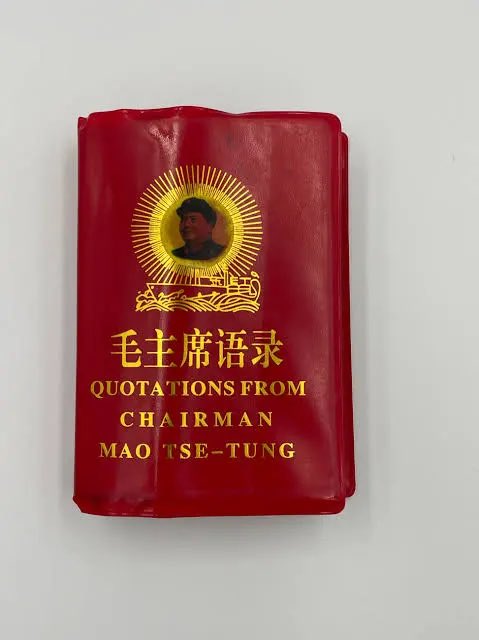 毛主席语录
QUOTATIONS FROM
CHAIRMAN
MAO TSE-TUNG